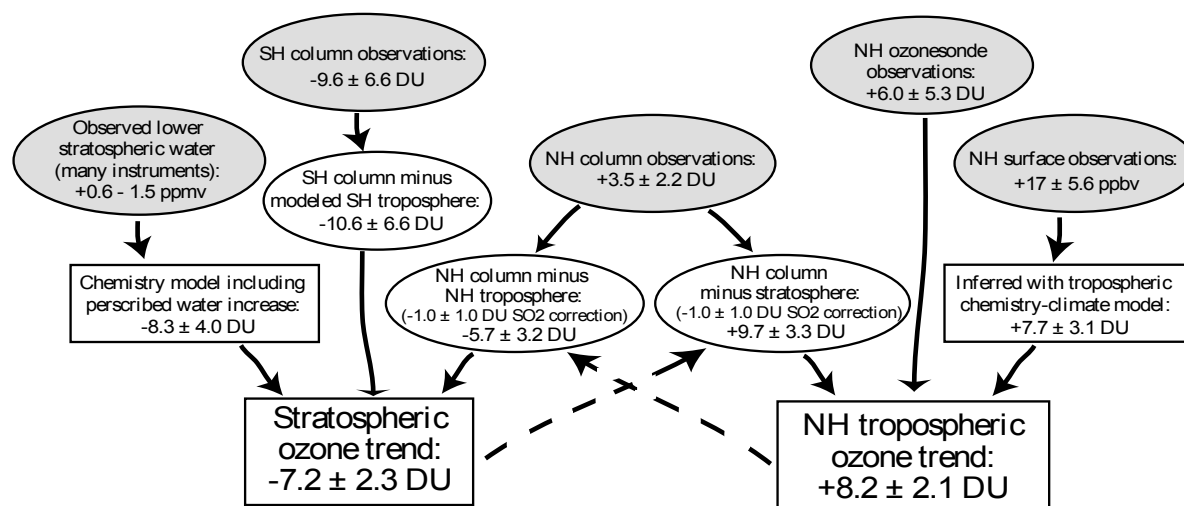 SH column observations:
-9.6 ± 6.6 DU
NH ozonesonde
observations:
+6.0 ± 5.3 DU
Observed lower
stratospheric water
(many instruments):
+0.6 - 1.5 ppmv
SH column minus
modeled SH troposphere:
-10.6 ± 6.6 DU
NH column observations:
+3.5 ± 2.2 DU
NH surface observations:
+17 ± 5.6 ppbv
Chemistry model including
perscribed water increase:
-8.3 ± 4.0 DU
NH column minus
NH troposphere:
(-1.0 ± 1.0 DU SO2 correction)
-5.7 ± 3.2 DU
NH column
minus stratosphere:
(-1.0 ± 1.0 DU SO2 correction)
+9.7 ± 3.3 DU
Inferred with tropospheric
chemistry-climate model:
+7.7 ± 3.1 DU
Stratospheric
ozone trend:
-7.2 ± 2.3 DU
NH tropospheric
ozone trend:
+8.2 ± 2.1 DU